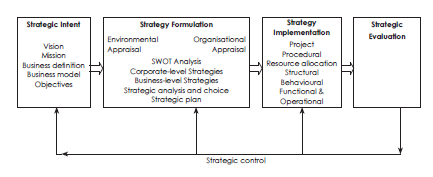 Strategic Intent
Vision
Mission
Business definition
Business model
Objectives
Strategy Formulation
Environmental Appraisal
Organisational Appraisal
SWOT Analysis
Corporate-level Strategies
Business-level Strategies
Strategic analysis and choice
Strategic plan
Strategy
Implementation
Project
Procedural
Resource allocation
Structural
Behavioural
Functional &
Operational
Strategic
Evaluation
Strategic control